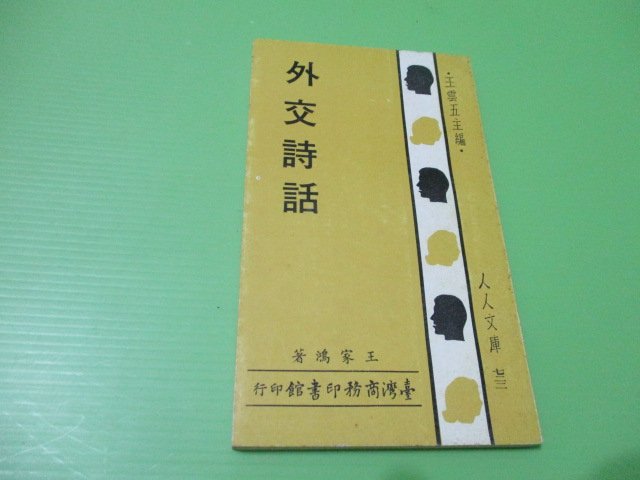 外交詩話
·王雲五主編·
人人文庫
王家鴻著
臺灣商務印書館印行